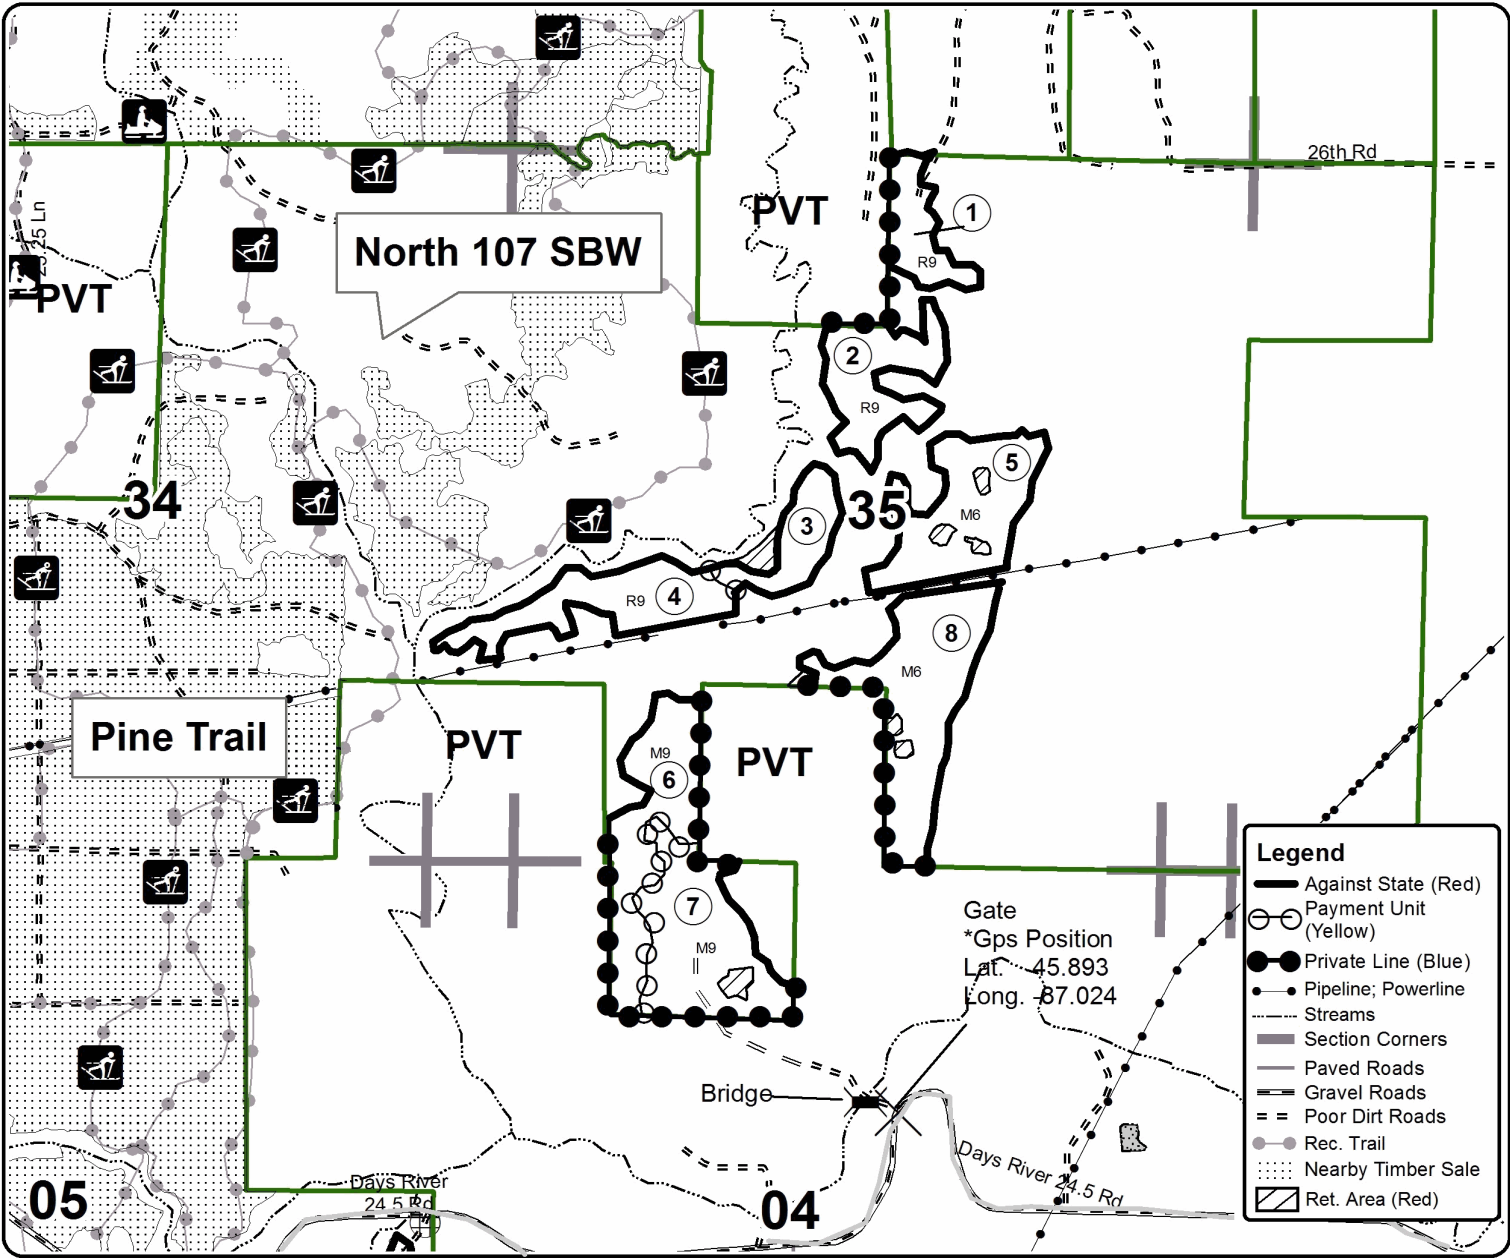 26th Rd
25 Ln
PVT
1
R9
North 107 SBW
PVT
2
R9
5
34
35
M6
3
R9
4
8
M6
Pine Trail
PVT
PVT
M9
6
7
M9
Gate
*Gps Position
Lat. 45.893
Long. -87.024
Bridge
Days River 24.5 Rd
Days River
24.5 Rd
05
04
Legend
Against State (Red)
Payment Unit
(Yellow)
Private Line (Blue)
Pipeline; Powerline
Streams
Section Corners
Paved Roads
Gravel Roads
Poor Dirt Roads
Rec. Trail
Nearby Timber Sale
Ret. Area (Red)